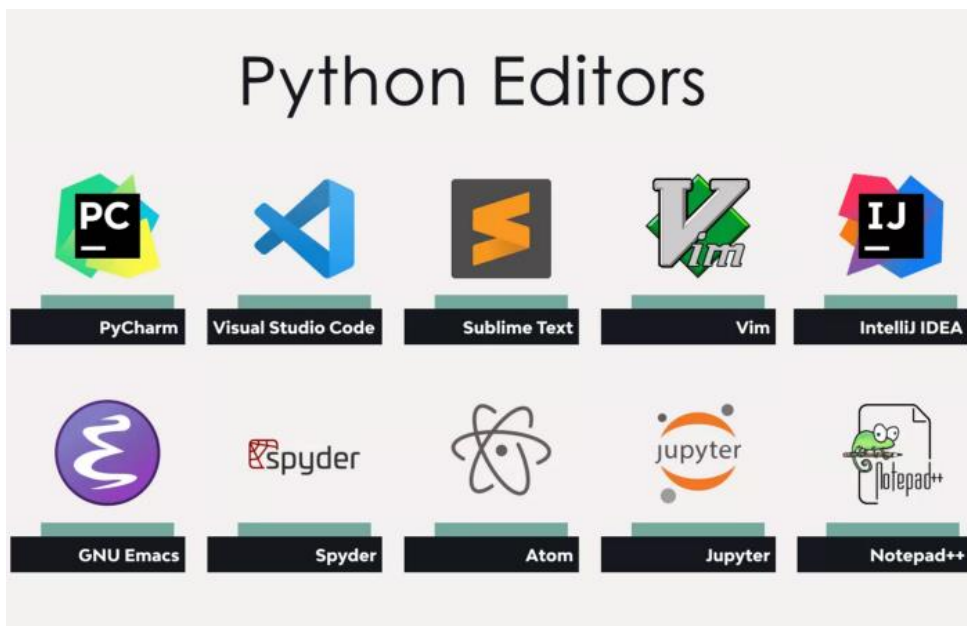 Python Editors
PC
IJ
PyCharm
Visual Studio Code
Sublime Text
Vim
Vim
IntelliJ IDEA
spyder
jupyter
Notepad++
GNU Emacs
Spyder
Atom
Jupyter
Notepad++